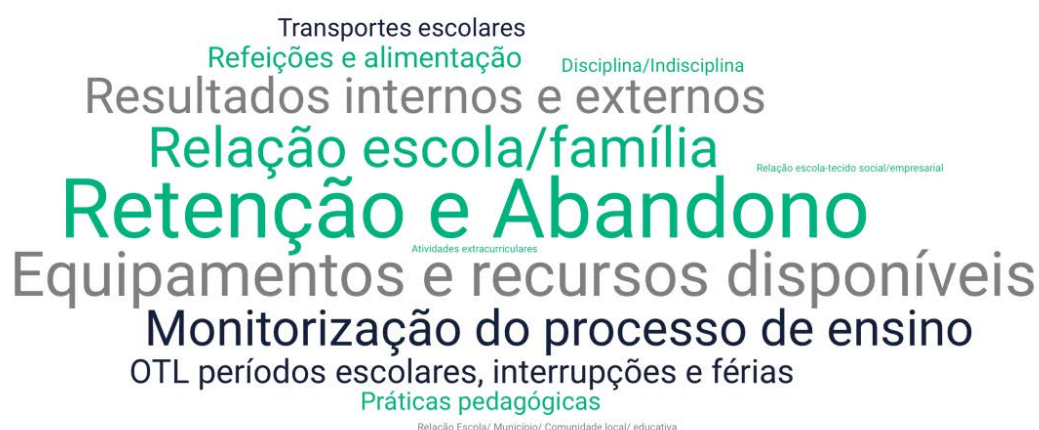 Transportes escolares
Refeições e alimentação
Disciplina/Indisciplina
Resultados internos e externos
Relação escola/família
Relação escola-tecido social/empresarial
Retenção e Abandono
Atividades extracurriculares
Equipamentos e recursos disponíveis
Monitorização do processo de ensino
OTL períodos escolares, interrupções e férias
Práticas pedagógicas
Relação Escola/ Município/ Comunidade local/ educativa